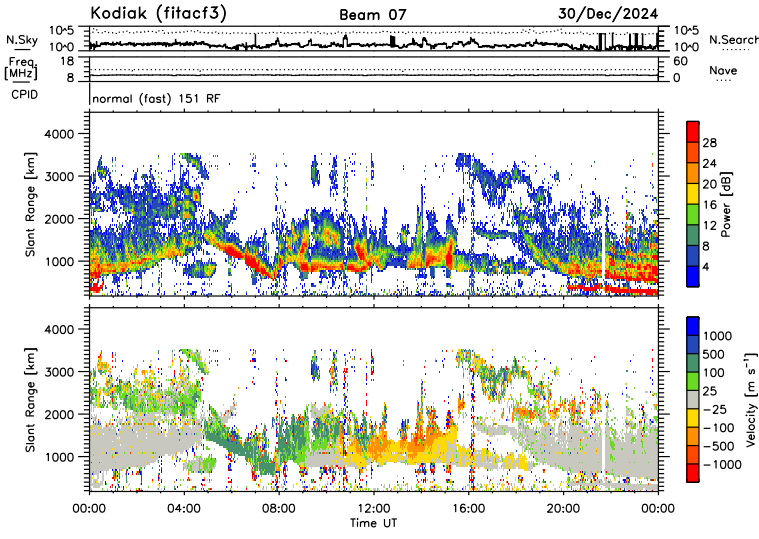 Kodiak (fitacf3) Beam 07 30/Dec/2024
N.Sky 10^5 10^0 10^5 10^0 N.Search
Freq. [MHz] 18 8 60 0 Nave
CPID normal (fast) 151 RF
Slant Range [km] 4000 3000 2000 1000
Power [dB] 28 24 20 16 12 8 4
Slant Range [km] 4000 3000 2000 1000
Velocity [m s⁻¹] 1000 500 100 25 −25 −100 −500 −1000
00:00 04:00 08:00 12:00 16:00 20:00 00:00
Time UT